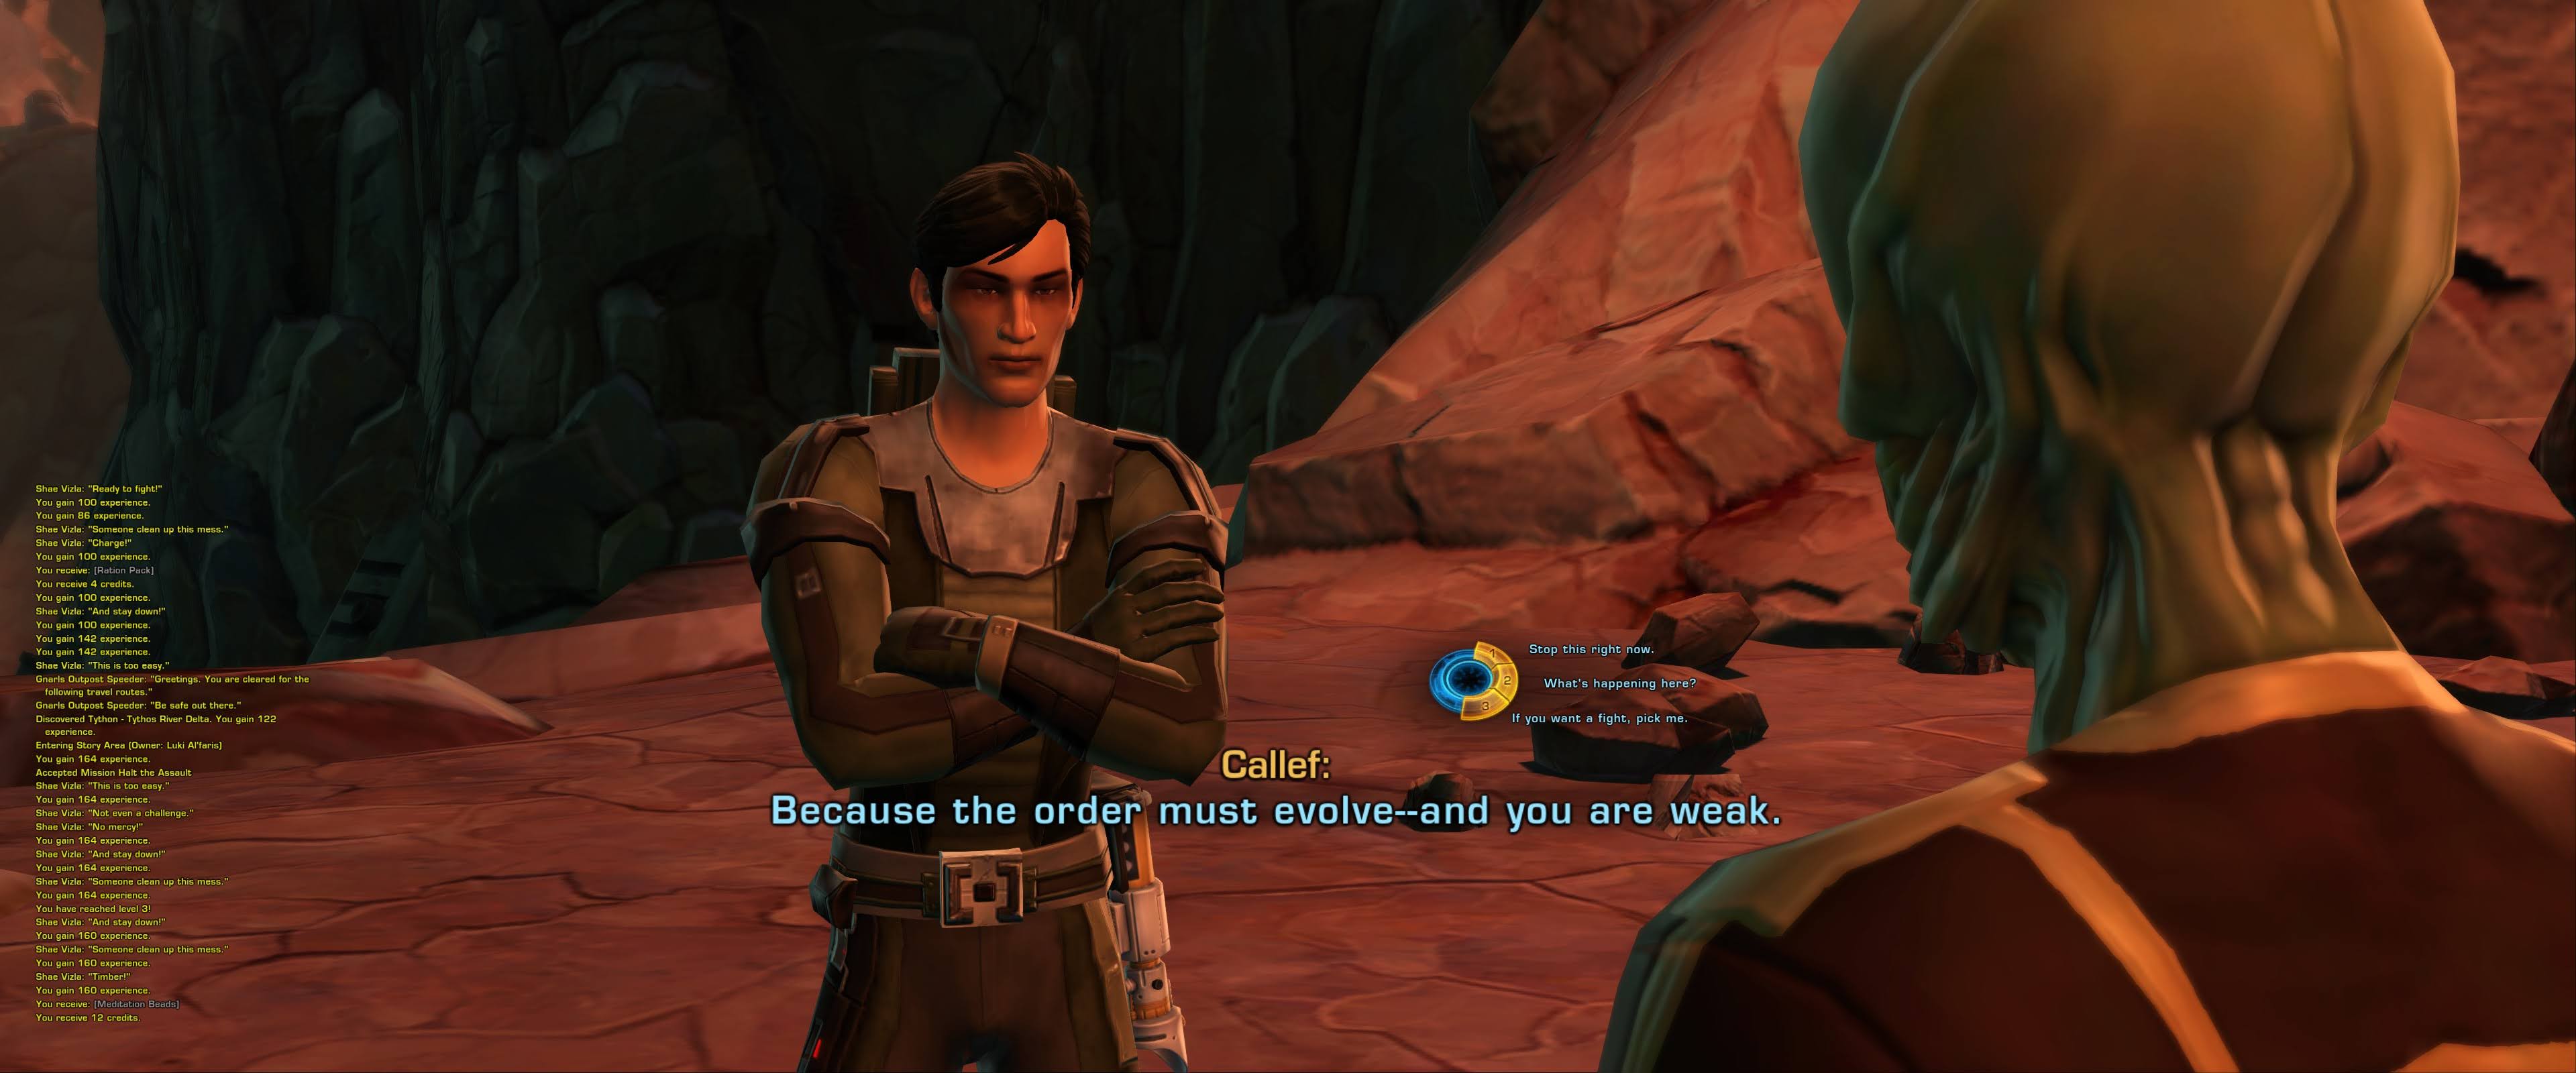 Shae Vizla: "Ready to fight!"
You gain 100 experience.
You gain 86 experience.
Shae Vizla: "Someone clean up this mess."
Shae Vizla: "Charge!"
You gain 100 experience.
You receive: [Ration Pack]
You receive 4 credits.
You gain 100 experience.
Shae Vizla: "And stay down!"
You gain 100 experience.
You gain 142 experience.
You gain 142 experience.
Shae Vizla: "This is too easy."
Gnarls Outpost Speeder: "Greetings. You are cleared for the
following travel routes."
Gnarls Outpost Speeder: "Be safe out there."
Discovered Tython - Tythos River Delta. You gain 122
experience.
Entering Story Area (Owner: Luki Al'faris)
You gain 164 experience.
Accepted Mission Halt the Assault
Shae Vizla: "This is too easy."
You gain 164 experience.
Shae Vizla: "Not even a challenge."
Shae Vizla: "No mercy!"
You gain 164 experience.
Shae Vizla: "And stay down!"
You gain 164 experience.
Shae Vizla: "Someone clean up this mess."
You gain 164 experience.
You have reached level 3!
Shae Vizla: "And stay down!"
You gain 160 experience.
Shae Vizla: "Someone clean up this mess."
You gain 160 experience.
Shae Vizla: "Timber!"
You gain 160 experience.
You receive: [Meditation Beads]
You receive 12 credits.
1 Stop this right now.
2 What's happening here?
3 If you want a fight, pick me.
Callef:
Because the order must evolve--and you are weak.